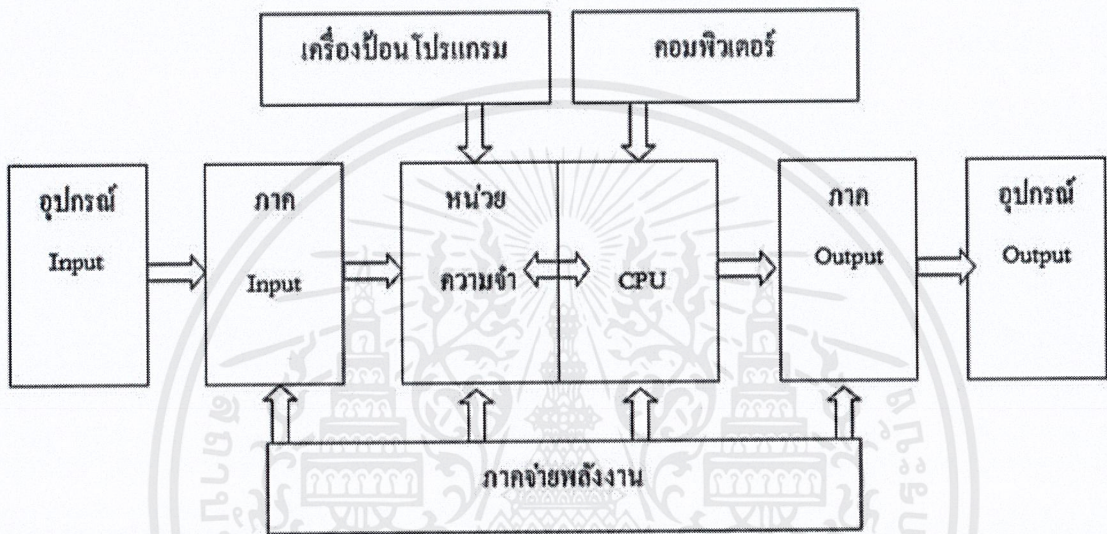 เครื่องป้อนโปรแกรม
คอมพิวเตอร์
อุปกรณ์
Input
ภาค
Input
หน่วย
ความจำ
CPU
ภาค
Output
อุปกรณ์
Output
ภาคจ่ายพลังงาน